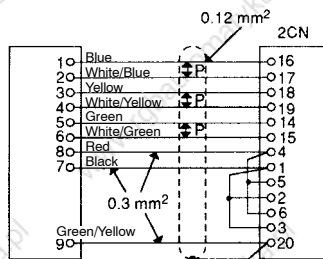 0.12 mm²
2CN
1 Blue 16
2 White/Blue P 17
3 Yellow 18
4 White/Yellow P 19
5 Green 14
6 White/Green P 15
8 Red 4
7 Black 1
5
0.3 mm² 2
6
3
9 Green/Yellow 20